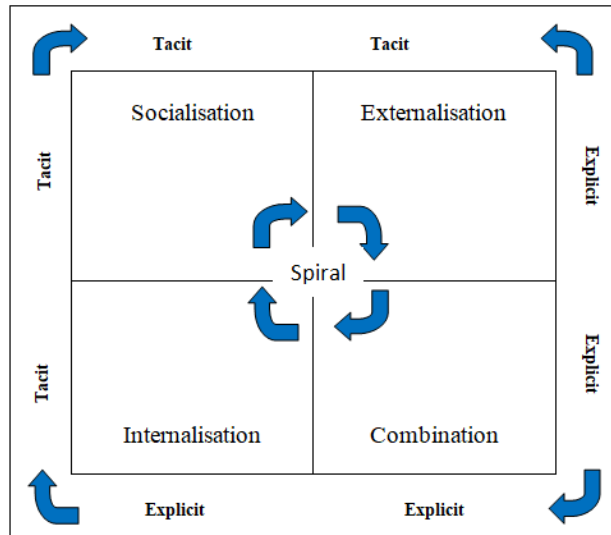 Tacit Tacit
Socialisation Externalisation
Tacit Explicit
Spiral
Tacit Explicit
Internalisation Combination
Explicit Explicit